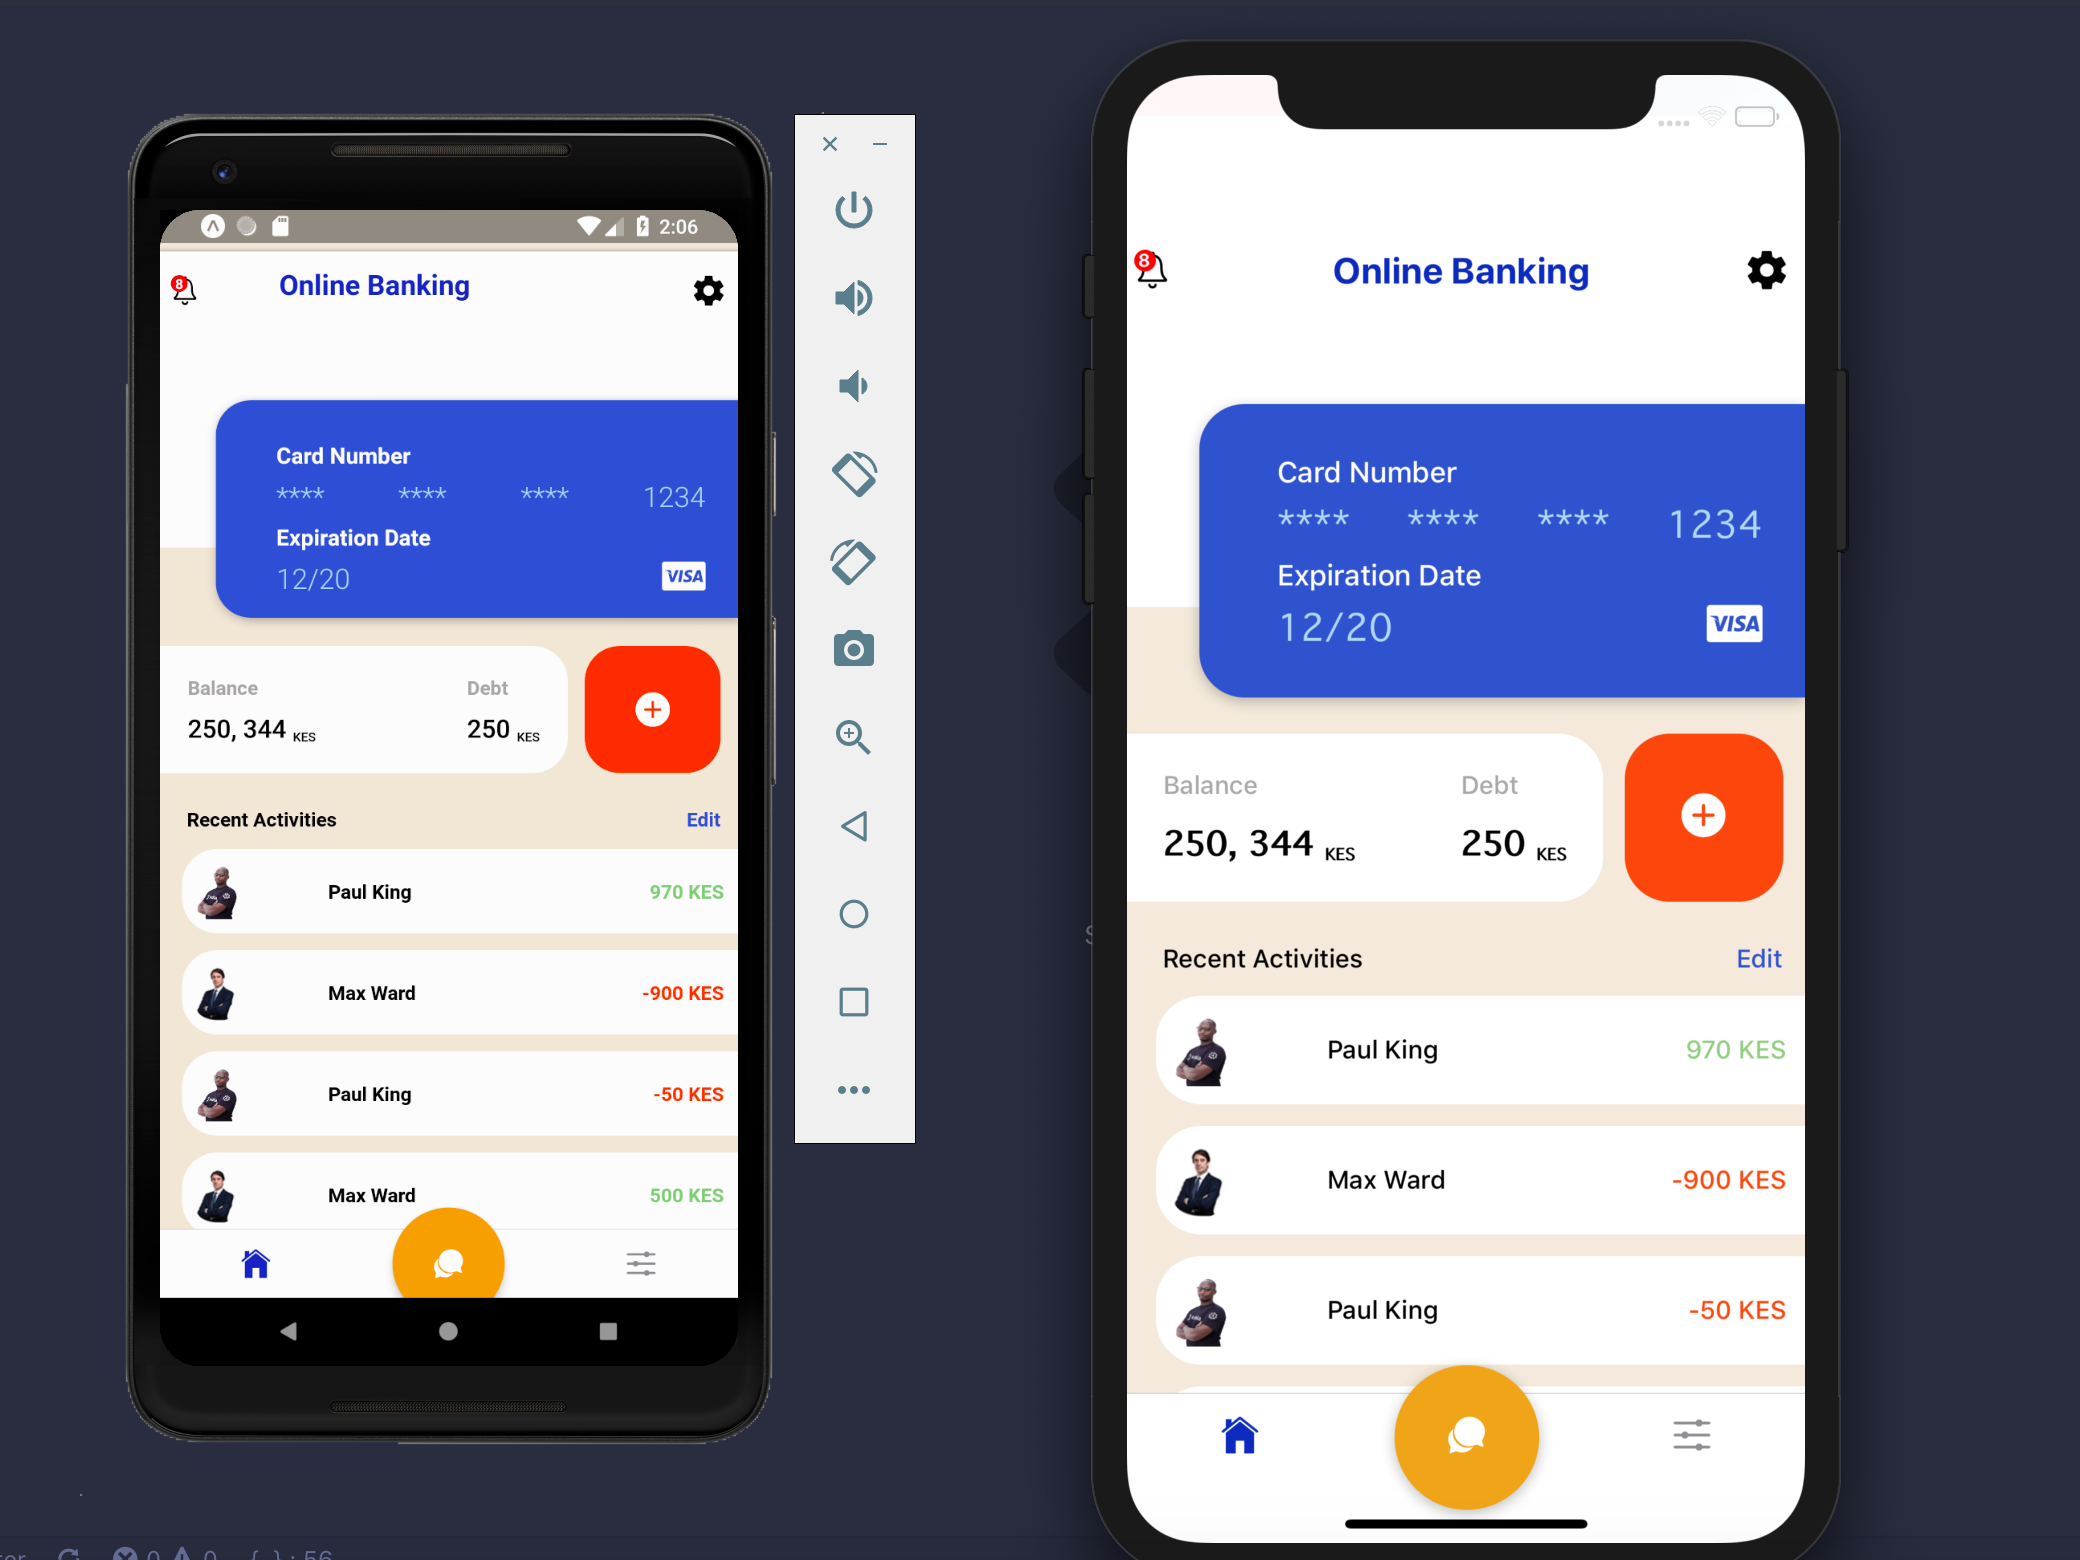 2:06
8
Online Banking
Card Number
**** **** **** 1234
Expiration Date
12/20
VISA
Balance Debt
250, 344 KES 250 KES
Recent Activities Edit
Paul King 970 KES
Max Ward -900 KES
Paul King -50 KES
Max Ward 500 KES
8
Online Banking
Card Number
**** **** **** 1234
Expiration Date
12/20
VISA
Balance Debt
250, 344 KES 250 KES
Recent Activities Edit
Paul King 970 KES
Max Ward -900 KES
Paul King -50 KES